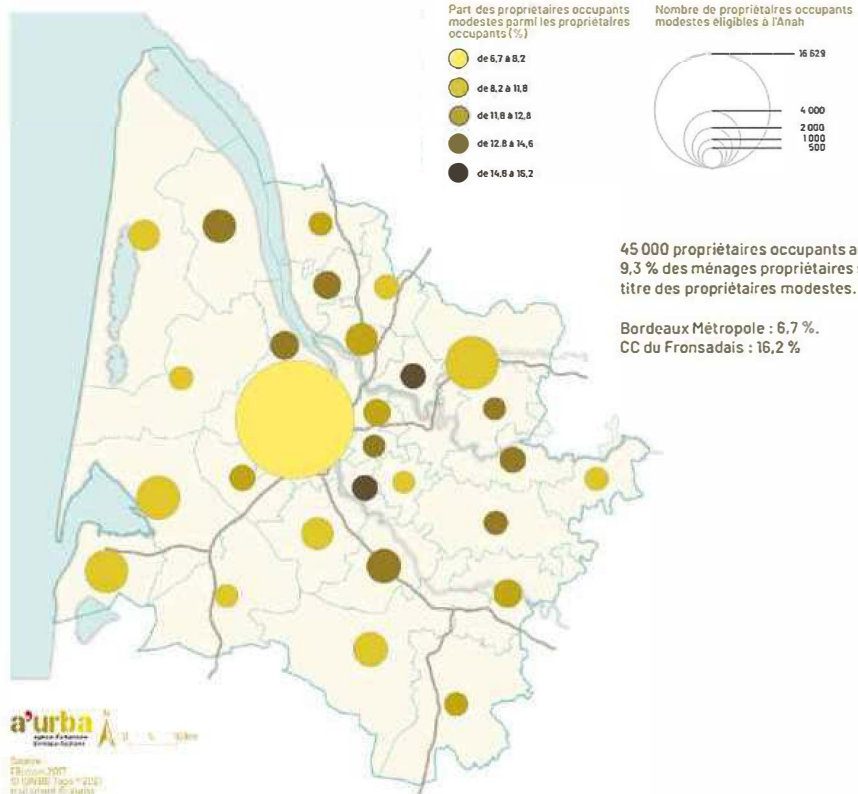 Part des propriétaires occupants
modestes parmi les propriétaires
occupants (%)
de 6,7 à 8,2
de 8,2 à 11,8
de 11,8 à 12,8
de 12,8 à 14,6
de 14,6 à 16,2
Nombre de propriétaires occupants
modestes éligibles à l'Anah
16 629
4 000
2 000
1 000
500
45 000 propriétaires occupants a
9,3 % des ménages propriétaires s
titre des propriétaires modestes.
Bordeaux Métropole : 6,7 %.
CC du Fronsadais : 16,2 %
a'urba
N